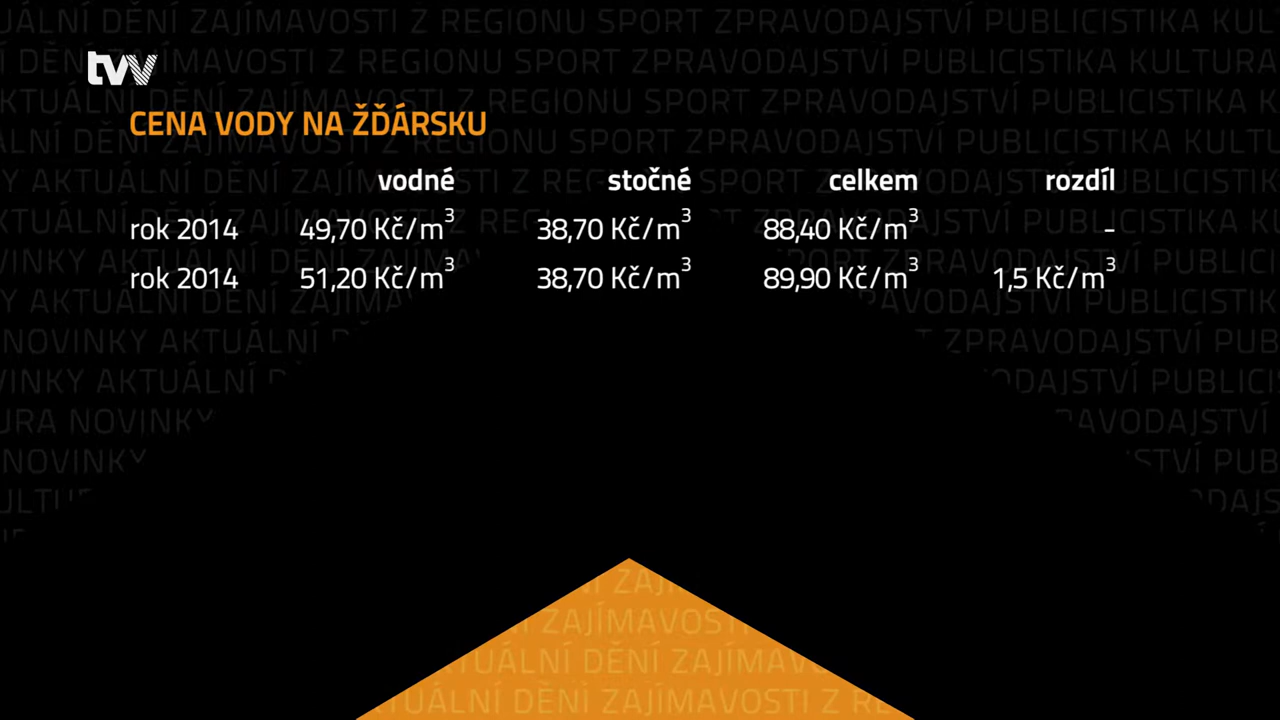 tvv
CENA VODY NA ŽĎÁRSKU
vodné stočné celkem rozdíl
rok 2014 49,70 Kč/m³ 38,70 Kč/m³ 88,40 Kč/m³ -
rok 2014 51,20 Kč/m³ 38,70 Kč/m³ 89,90 Kč/m³ 1,5 Kč/m³